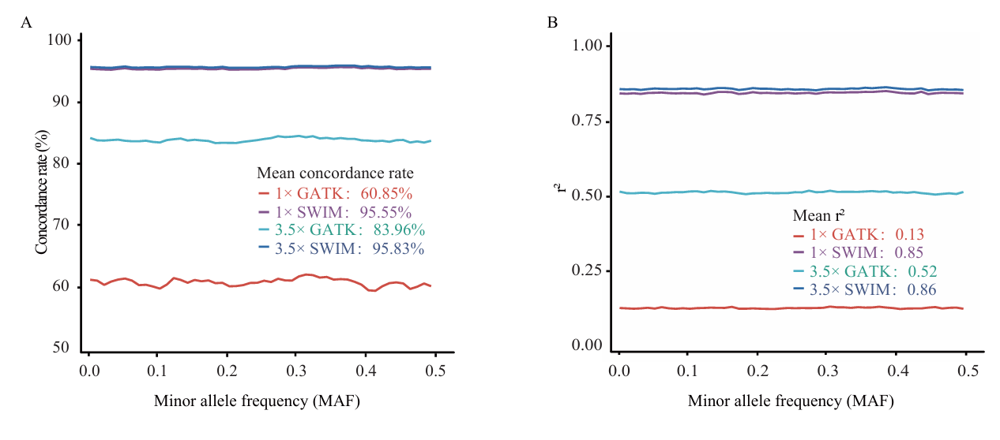 A
100
90
80
70
60
50
Concordance rate (%)
Mean concordance rate
1× GATK: 60.85%
1× SWIM: 95.55%
3.5× GATK: 83.96%
3.5× SWIM: 95.83%
0.0 0.1 0.2 0.3 0.4 0.5
Minor allele frequency (MAF)
B
1.00
0.75
0.50
0.25
0.00
r²
Mean r²
1× GATK: 0.13
1× SWIM: 0.85
3.5× GATK: 0.52
3.5× SWIM: 0.86
0.0 0.1 0.2 0.3 0.4 0.5
Minor allele frequency (MAF)